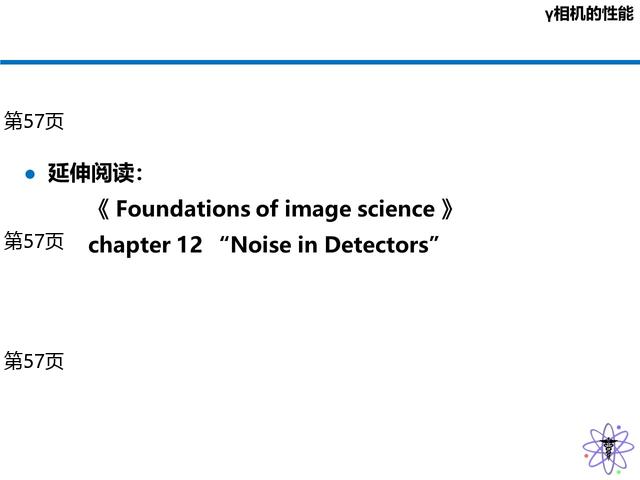 γ相机的性能
第57页
● 延伸阅读：
《 Foundations of image science 》
第57页
chapter 12 “Noise in Detectors”
第57页